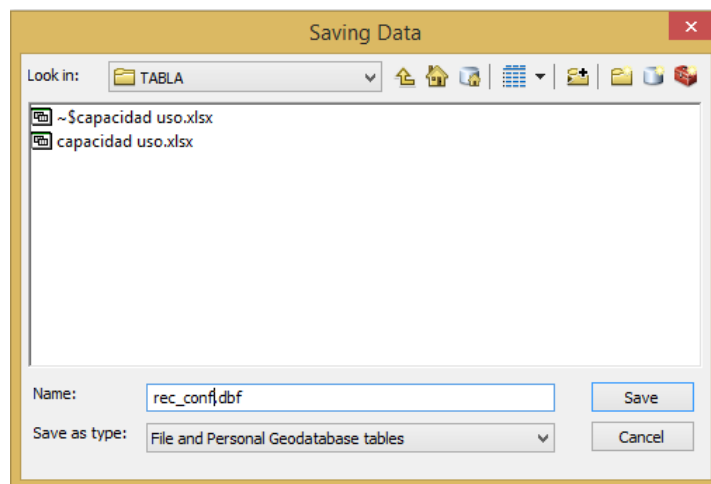 Saving Data
Look in: TABLA
~$capacidad uso.xlsx
capacidad uso.xlsx
Name: rec_conf.dbf Save
Save as type: File and Personal Geodatabase tables Cancel